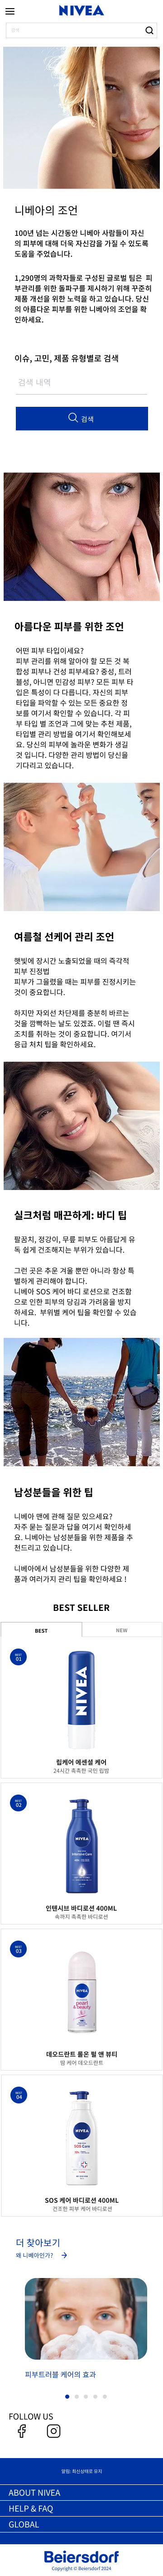 NIVEA
검색
니베아의 조언
100년 넘는 시간동안 니베아 사람들이 자신
의 피부에 대해 더욱 자신감을 가질 수 있도록
도움을 주었습니다.
1,290명의 과학자들로 구성된 글로벌 팀은 피
부관리를 위한 돌파구를 제시하기 위해 꾸준히
제품 개선을 위한 노력을 하고 있습니다. 당신
의 아름다운 피부를 위한 니베아의 조언을 확
인하세요.
이슈, 고민, 제품 유형별로 검색
검색 내역
검색
아름다운 피부를 위한 조언
어떤 피부 타입이세요?
피부 관리를 위해 알아야 할 모든 것 복
합성 피부나 건성 피부세요? 중성, 트러
블성, 아니면 민감성 피부? 모든 피부 타
입은 특성이 다 다릅니다. 자신의 피부
타입을 파악할 수 있는 모든 중요한 정
보를 여기서 확인할 수 있습니다. 각 피
부 타입 별 조언과 그에 맞는 추천 제품,
타입별 관리 방법을 여기서 확인해보세
요. 당신의 피부에 놀라운 변화가 생길
것 입니다. 다양한 관리 방법이 당신을
기다리고 있습니다.
여름철 선케어 관리 조언
햇빛에 장시간 노출되었을 때의 즉각적
피부 진정법
피부가 그을렸을 때는 피부를 진정시키는
것이 중요합니다.
하지만 자외선 차단제를 충분히 바르는
것을 깜빡하는 날도 있겠죠. 이럴 땐 즉시
조치를 취하는 것이 중요합니다. 여기서
응급 처치 팁을 확인하세요.
실크처럼 매끈하게: 바디 팁
팔꿈치, 정강이, 무릎 피부도 아름답게 유
독 쉽게 건조해지는 부위가 있습니다.
그런 곳은 추운 겨울 뿐만 아니라 항상 특
별하게 관리해야 합니다.
니베아 SOS 케어 바디 로션으로 건조함
으로 인한 피부의 당김과 가려움을 방지
하세요. 부위별 케어 팁을 확인할 수 있습
니다.
남성분들을 위한 팁
니베아 맨에 관해 질문 있으세요?
자주 묻는 질문과 답을 여기서 확인하세
요. 니베아는 남성분들을 위한 제품을 추
천드리고 있습니다.
니베아에서 남성분들을 위한 다양한 제
품과 여러가지 관리 팁을 확인하세요 !
BEST SELLER
BEST
NEW
BEST
01
NIVEA
립케어 에센셜 케어
24시간 촉촉한 국민 립밤
BEST
02
NIVEA
인텐시브 바디로션 400ML
속까지 촉촉한 바디로션
BEST
03
NIVEA
pearl &
beauty
데오드란트 롤온 펄 앤 뷰티
땀 케어 데오드란트
BEST
04
NIVEA
SOS Care
SOS 케어 바디로션 400ML
건조한 피부 케어 바디로션
더 찾아보기
왜 니베아인가?
피부트러블 케어의 효과
FOLLOW US
알림: 최신상태로 유지
ABOUT NIVEA
HELP & FAQ
GLOBAL
Beiersdorf
Copyright © Beiersdorf 2024